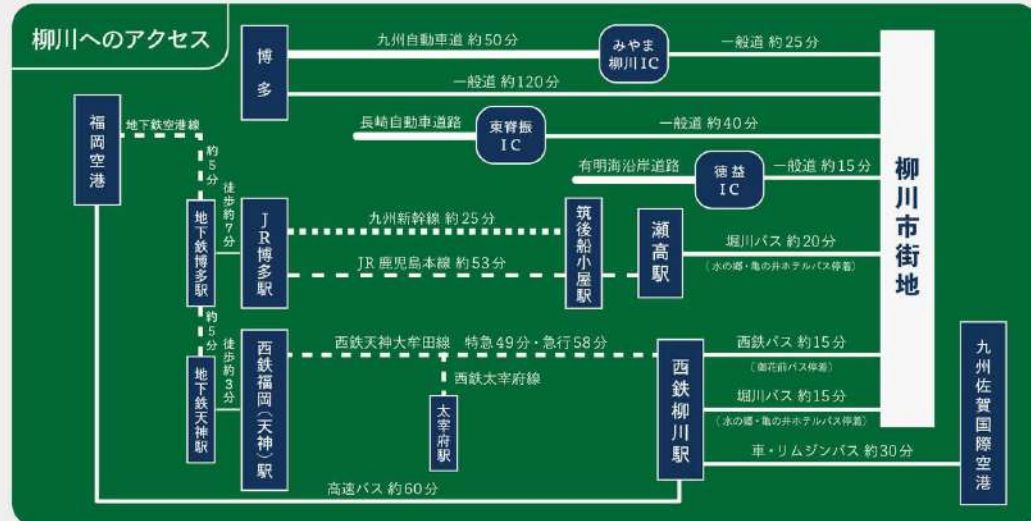 柳川へのアクセス
博多
九州自動車道 約50分
みやま
柳川IC
一般道 約25分
一般道 約120分
長崎自動車道路
東脊振
IC
一般道 約40分
有明海沿岸道路
徳益
IC
一般道 約15分
柳川市街地
福岡空港
地下鉄空港線
約5分
地下鉄博多駅
徒歩約7分
JR博多駅
九州新幹線 約25分
筑後船小屋駅
JR鹿児島本線 約53分
瀬高駅
堀川バス 約20分
(水の郷・亀の井ホテルバス停着)
約5分
地下鉄天神駅
徒歩約3分
西鉄福岡(天神)駅
西鉄天神大牟田線 特急49分・急行58分
西鉄太宰府線
太宰府駅
西鉄柳川駅
西鉄バス 約15分
(御花前バス停着)
堀川バス 約15分
(水の郷・亀の井ホテルバス停着)
車・リムジンバス 約30分
九州佐賀国際空港
高速バス 約60分